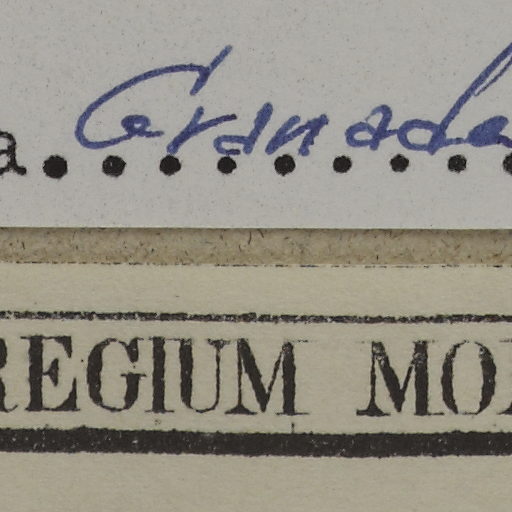 a.........Granada
REGIUM MO